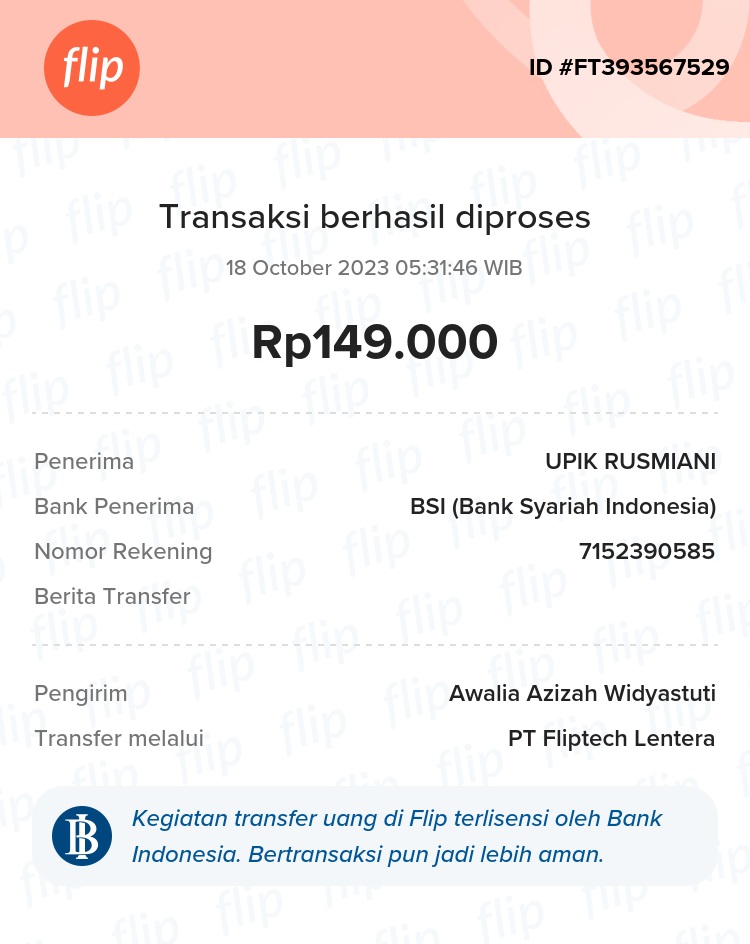 flip
ID #FT393567529
Transaksi berhasil diproses
18 October 2023 05:31:46 WIB
Rp149.000
Penerima UPIK RUSMIANI
Bank Penerima BSI (Bank Syariah Indonesia)
Nomor Rekening 7152390585
Berita Transfer
Pengirim Awalia Azizah Widyastuti
Transfer melalui PT Fliptech Lentera
Kegiatan transfer uang di Flip terlisensi oleh Bank
Indonesia. Bertransaksi pun jadi lebih aman.